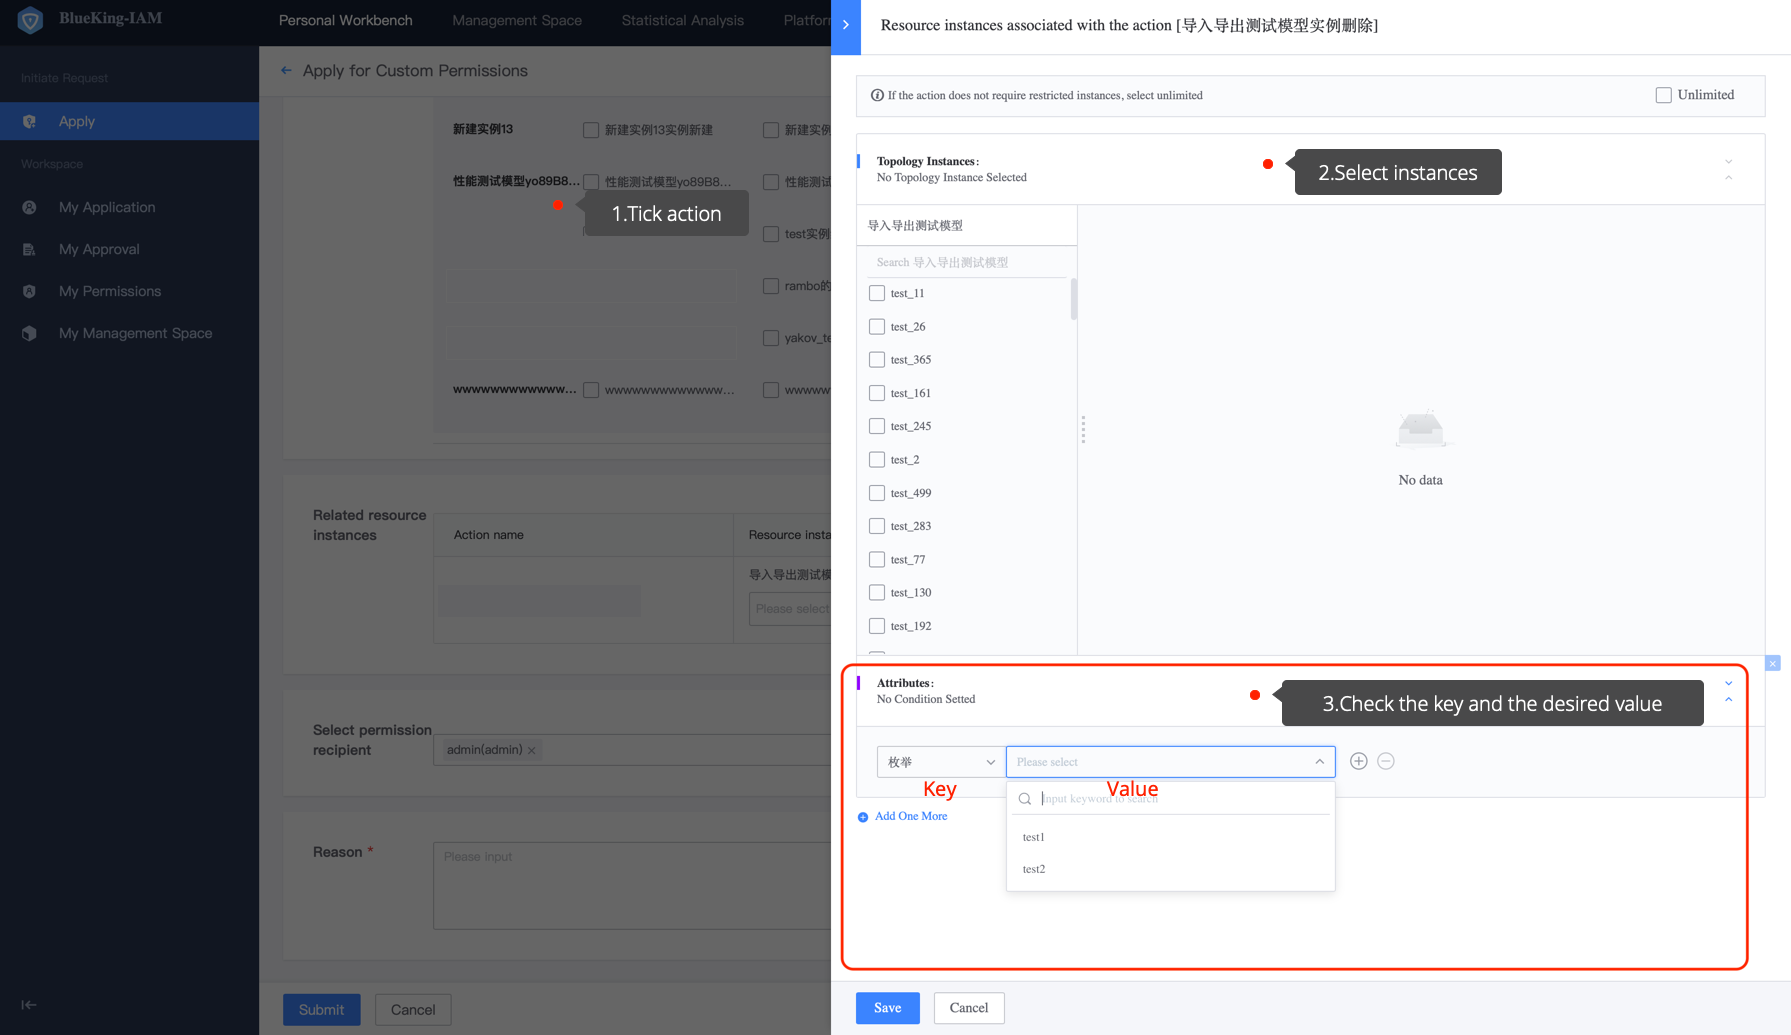 BlueKing-IAM
Personal Workbench
Management Space
Statistical Analysis
Platforr
Initiate Request
Apply
Workspace
My Application
My Approval
My Permissions
My Management Space
Apply for Custom Permissions
新建实例13
新建实例13实例新建
新建实例
性能测试模型yo89B8...
性能测试模型yo89B8...
性能测试
1.Tick action
test实例
rambo的
yakov_te
wwwwwwwwwwwww...
wwwwwwwwwwwww...
wwwww
Related resource
instances
Action name
Resource insta
导入导出测试模
Please select
Select permission
recipient
admin(admin)
Reason *
Please input
Submit
Cancel
Resource instances associated with the action [导入导出测试模型实例删除]
If the action does not require restricted instances, select unlimited
Unlimited
Topology Instances:
No Topology Instance Selected
2.Select instances
导入导出测试模型
Search 导入导出测试模型
test_11
test_26
test_365
test_161
test_245
test_2
test_499
test_283
test_77
test_130
test_192
No data
Attributes:
No Condition Setted
3.Check the key and the desired value
枚举
Please select
Key
Value
Input keyword to search
Add One More
test1
test2
Save
Cancel